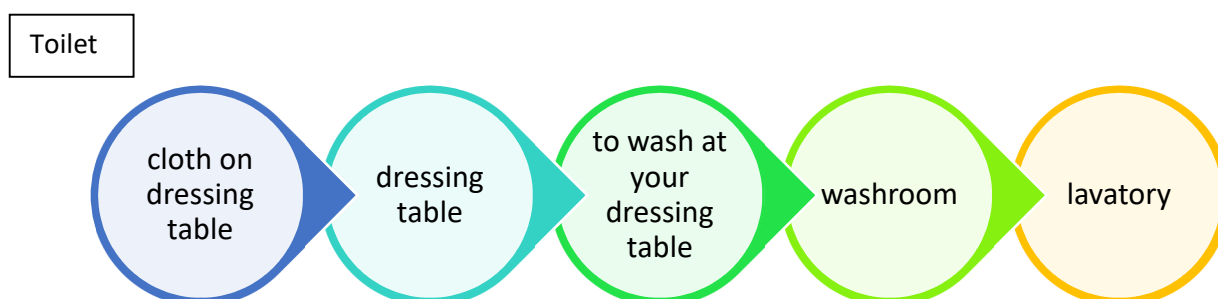 Toilet
cloth on
dressing
table
dressing
table
to wash at
your
dressing
table
washroom
lavatory